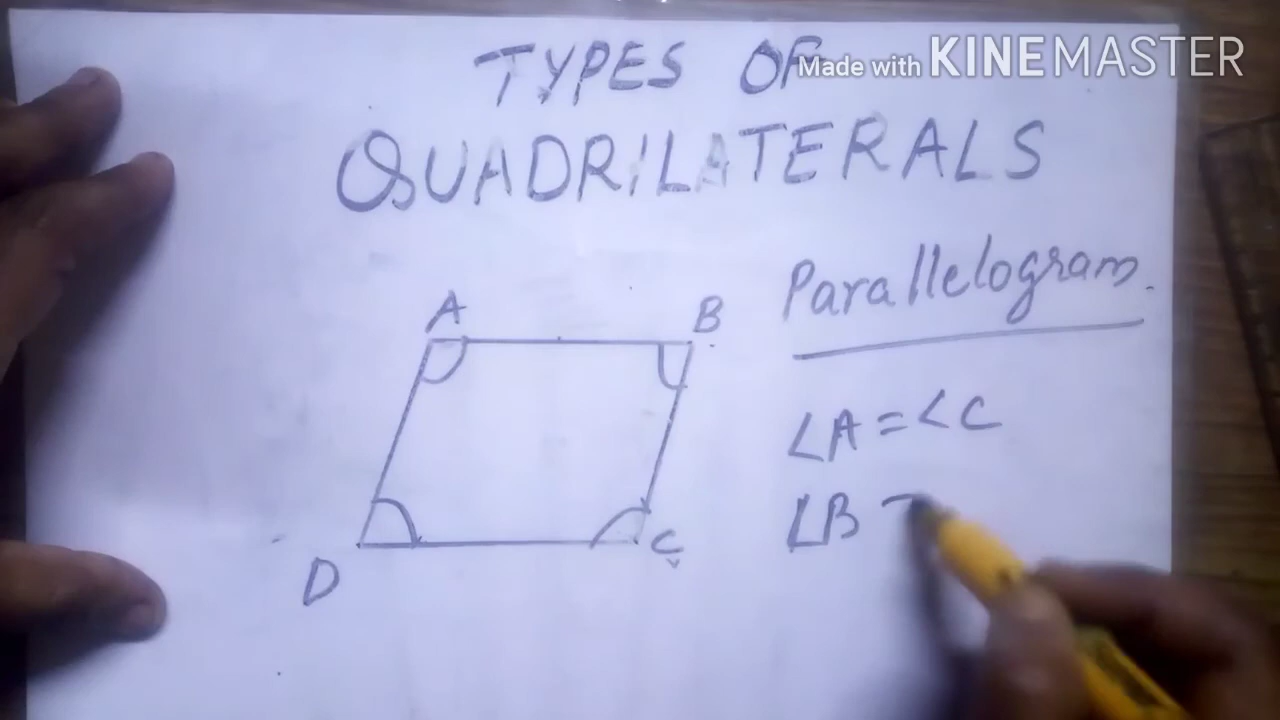 TYPES OF
Made with KINEMASTER
QUADRILATERALS
Parallelogram.
A
B
∠A = ∠C
∠B
D
C